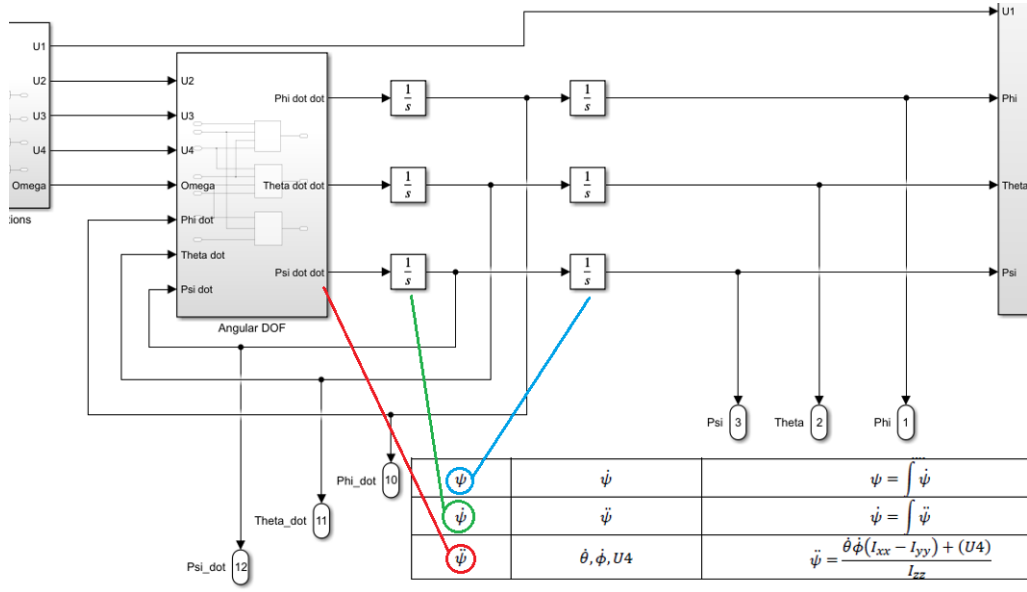 U1
U1
U2
U3
U4
Omega
tions
U2
U3
U4
Omega
Phi dot
Theta dot
Psi dot
Phi dot dot
Theta dot dot
Psi dot dot
Angular DOF
1/s
1/s
1/s
1/s
1/s
1/s
Phi
Theta
Psi
Psi 3
Theta 2
Phi 1
Phi_dot 10
Theta_dot 11
Psi_dot 12
ψ ψ̇ ψ = ∫ ψ̇
ψ̇ ψ̈ ψ̇ = ∫ ψ̈
ψ̈ θ̇, ϕ̇, U4 ψ̈ = θ̇ϕ̇(Ixx − Iyy) + (U4) / Izz